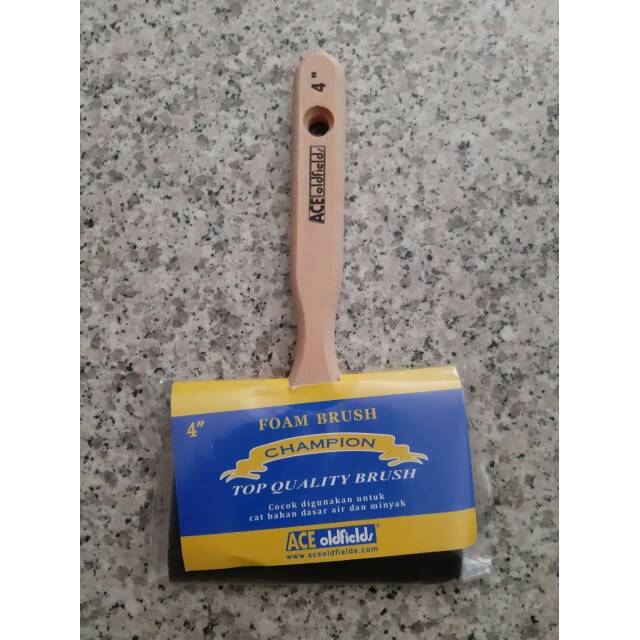 4"
ACE oldfields
4"
FOAM BRUSH
CHAMPION
TOP QUALITY BRUSH
Cocok digunakan untuk
cat bahan dasar air dan minyak
ACE oldfields®
www.aceoldfields.com